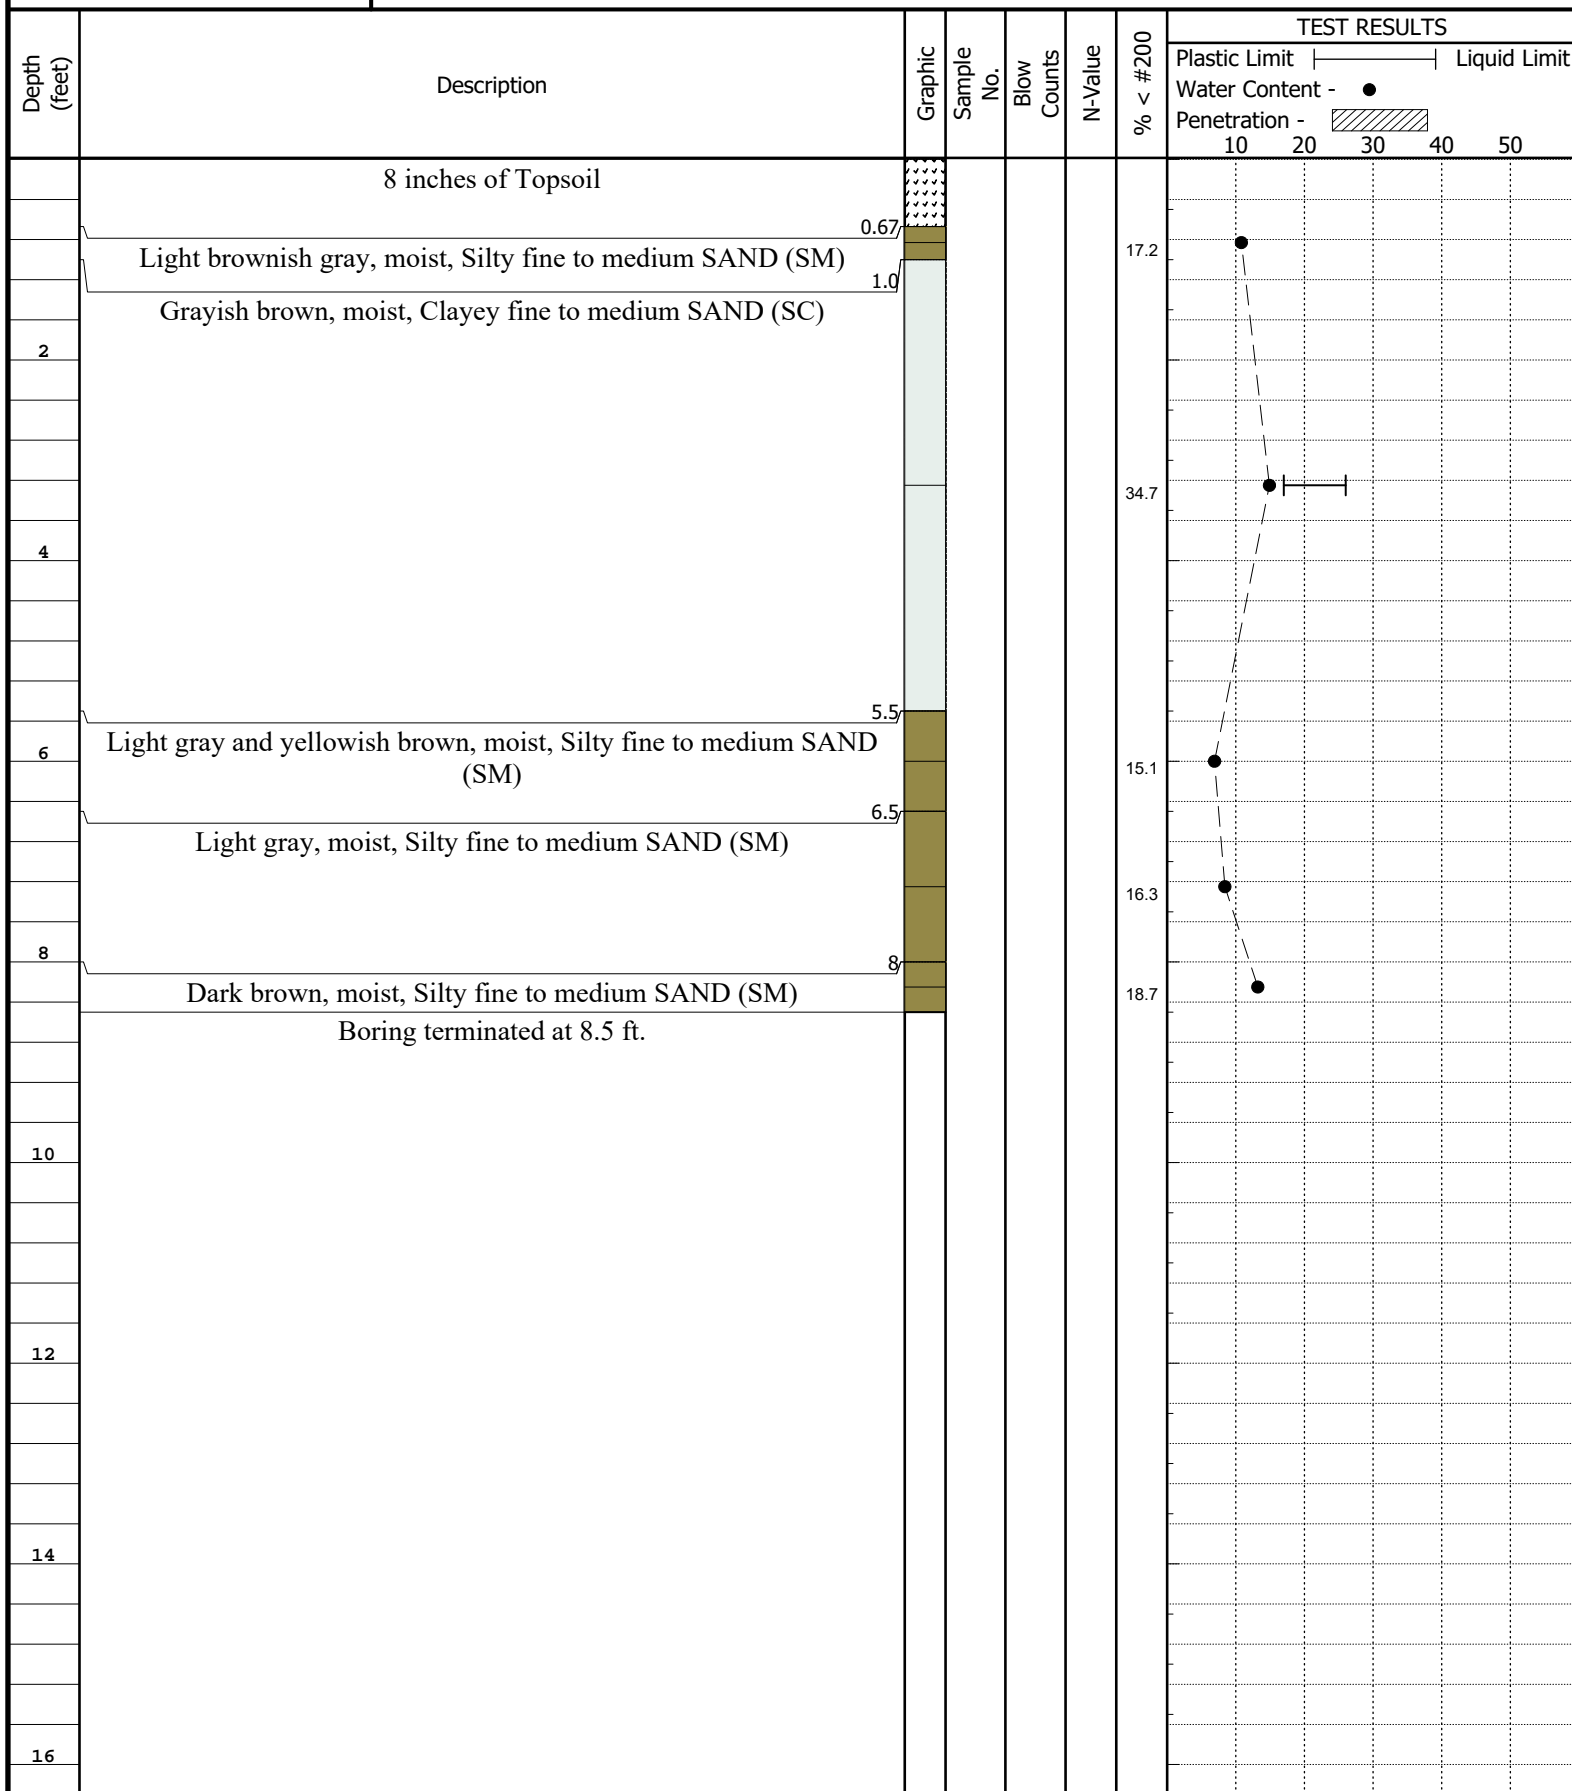 Depth
(feet)
Description
Graphic
Sample
No.
Blow
Counts
N-Value
% < #200
TEST RESULTS
Plastic Limit Liquid Limit
Water Content -
Penetration -
10 20 30 40 50
8 inches of Topsoil
0.67
Light brownish gray, moist, Silty fine to medium SAND (SM)
17.2
1.0
Grayish brown, moist, Clayey fine to medium SAND (SC)
2
34.7
4
5.5
Light gray and yellowish brown, moist, Silty fine to medium SAND
(SM)
6
15.1
6.5
Light gray, moist, Silty fine to medium SAND (SM)
16.3
8
8
Dark brown, moist, Silty fine to medium SAND (SM)
18.7
Boring terminated at 8.5 ft.
10
12
14
16